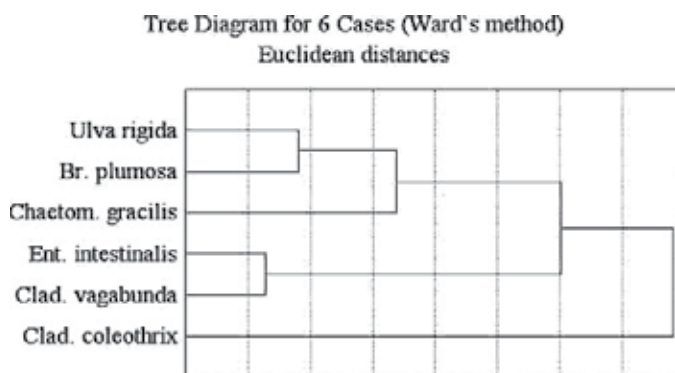 Tree Diagram for 6 Cases (Ward`s method)
Euclidean distances
Ulva rigida
Br. plumosa
Chaetom. gracilis
Ent. intestinalis
Clad. vagabunda
Clad. coleothrix